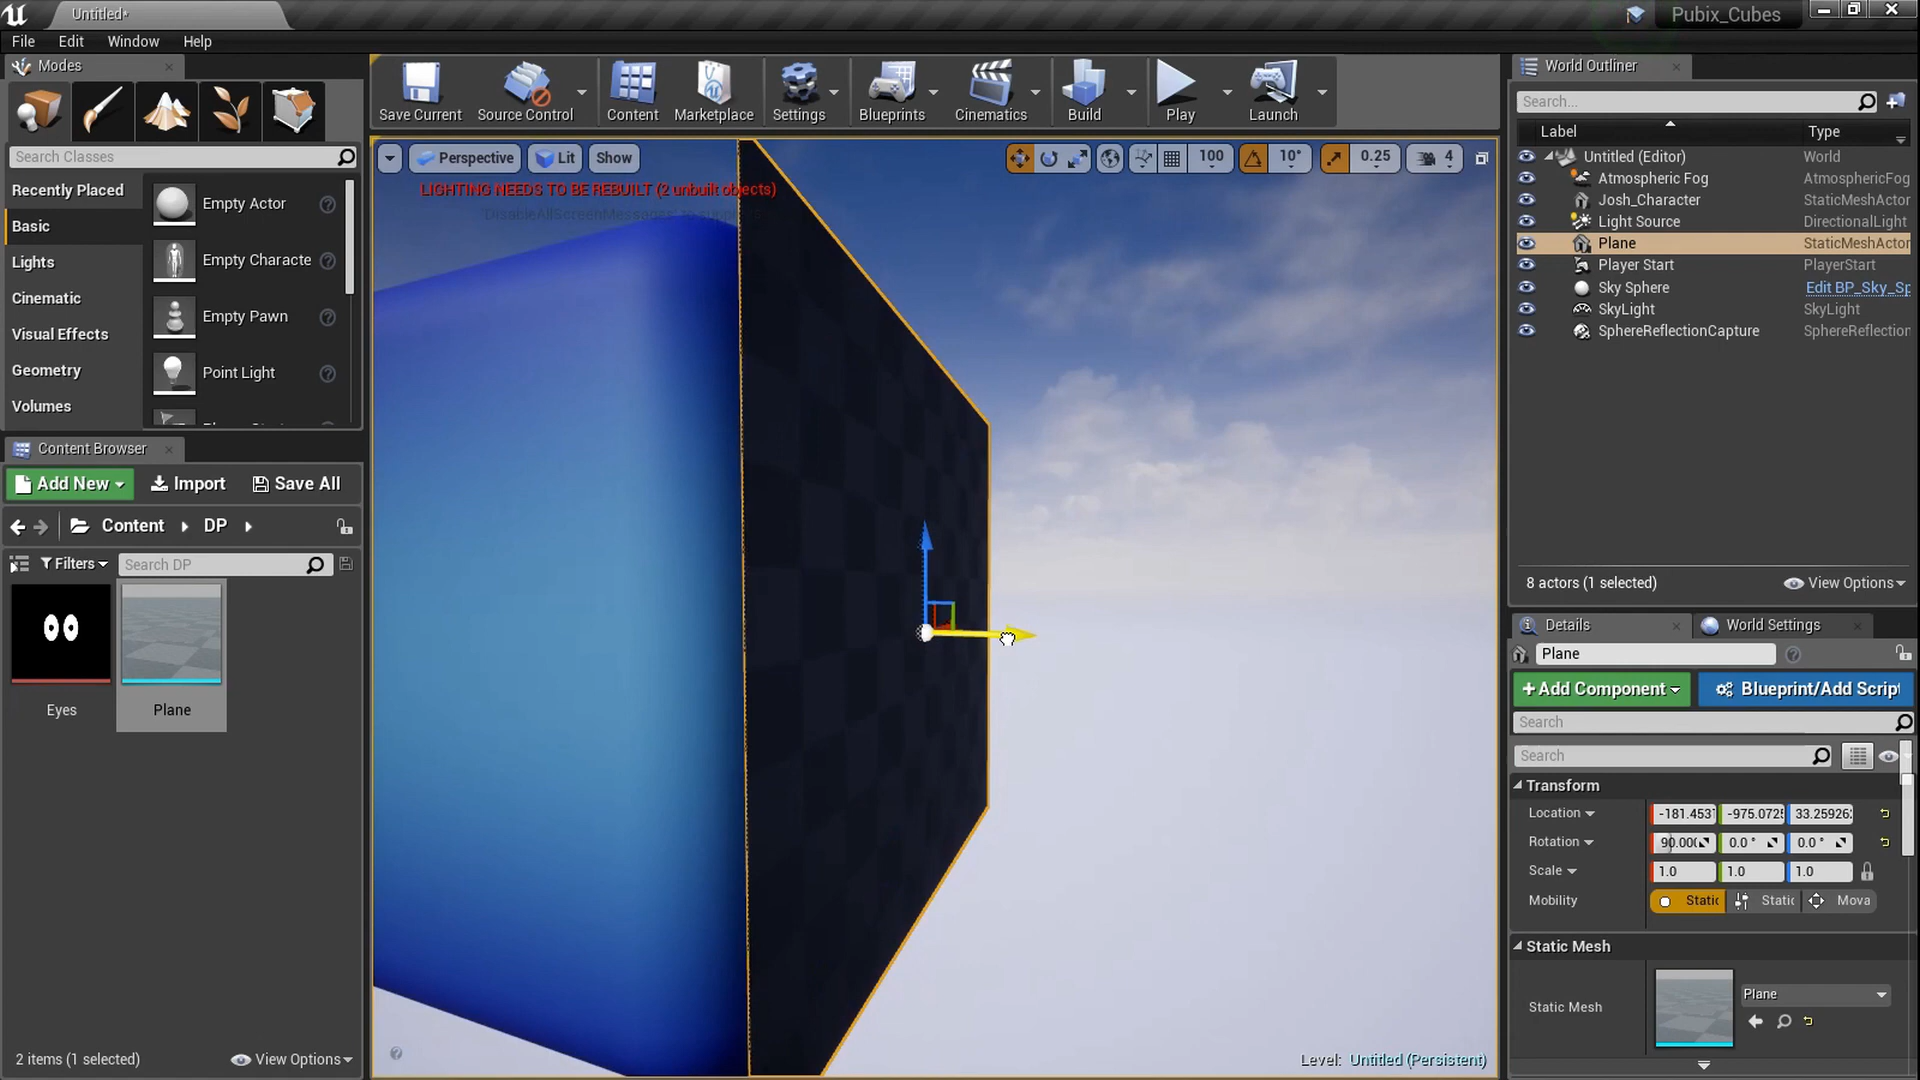 Untitled*
Pubix_Cubes
File
Edit
Window
Help
Modes
Search Classes
Recently Placed
Basic
Lights
Cinematic
Visual Effects
Geometry
Volumes
Empty Actor
Empty Characte
Empty Pawn
Point Light
Save Current
Source Control
Content
Marketplace
Settings
Blueprints
Cinematics
Build
Play
Launch
Perspective
Lit
Show
100
10°
0.25
4
LIGHTING NEEDS TO BE REBUILT (2 unbuilt objects)
Level: Untitled (Persistent)
Content Browser
Add New
Import
Save All
Content
DP
Filters
Search DP
Eyes
Plane
2 items (1 selected)
View Options
World Outliner
Search...
Label
Type
Untitled (Editor)
World
Atmospheric Fog
AtmosphericFog
Josh_Character
StaticMeshActor
Light Source
DirectionalLight
Plane
StaticMeshActor
Player Start
PlayerStart
Sky Sphere
Edit BP_Sky_Sp
SkyLight
SkyLight
SphereReflectionCapture
SphereReflection
8 actors (1 selected)
View Options
Details
World Settings
Plane
+Add Component
Blueprint/Add Script
Search
Search
Transform
Location
-181.453
-975.072
33.25926
Rotation
90.00
0.0 °
0.0 °
Scale
1.0
1.0
1.0
Mobility
Static
Static
Mova
Static Mesh
Static Mesh
Plane